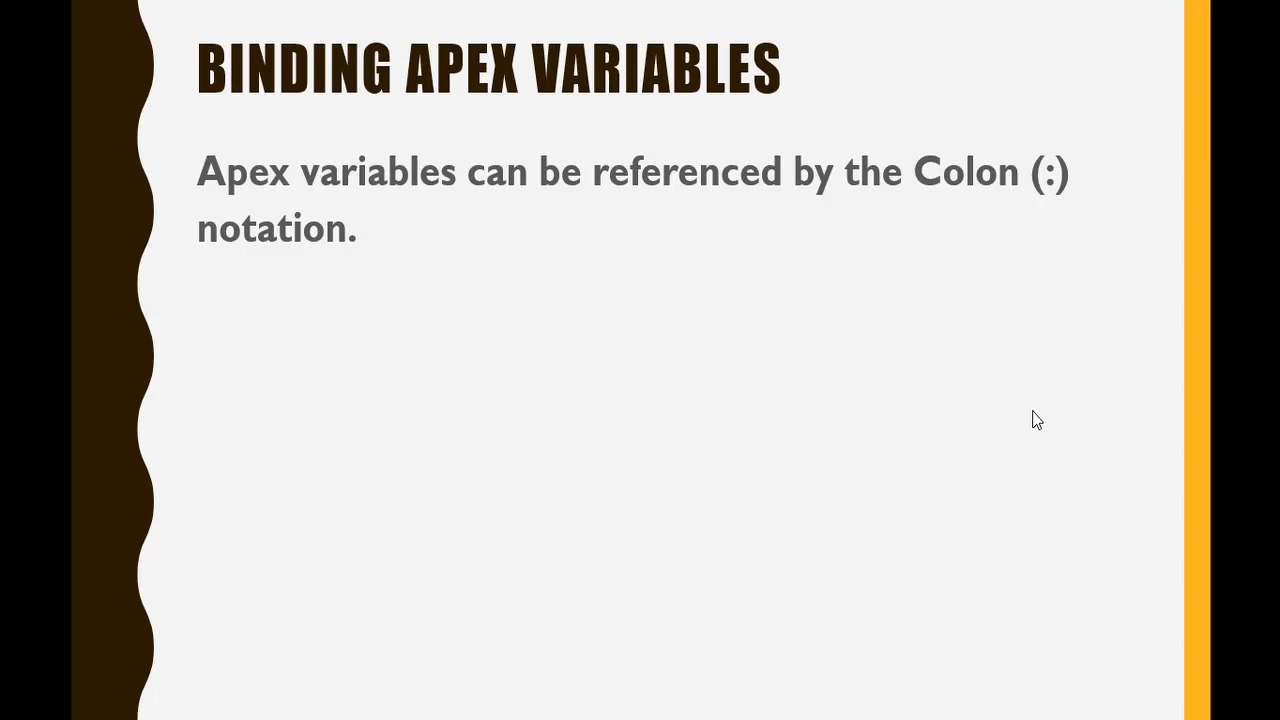 BINDING APEX VARIABLES
Apex variables can be referenced by the Colon (:)
notation.